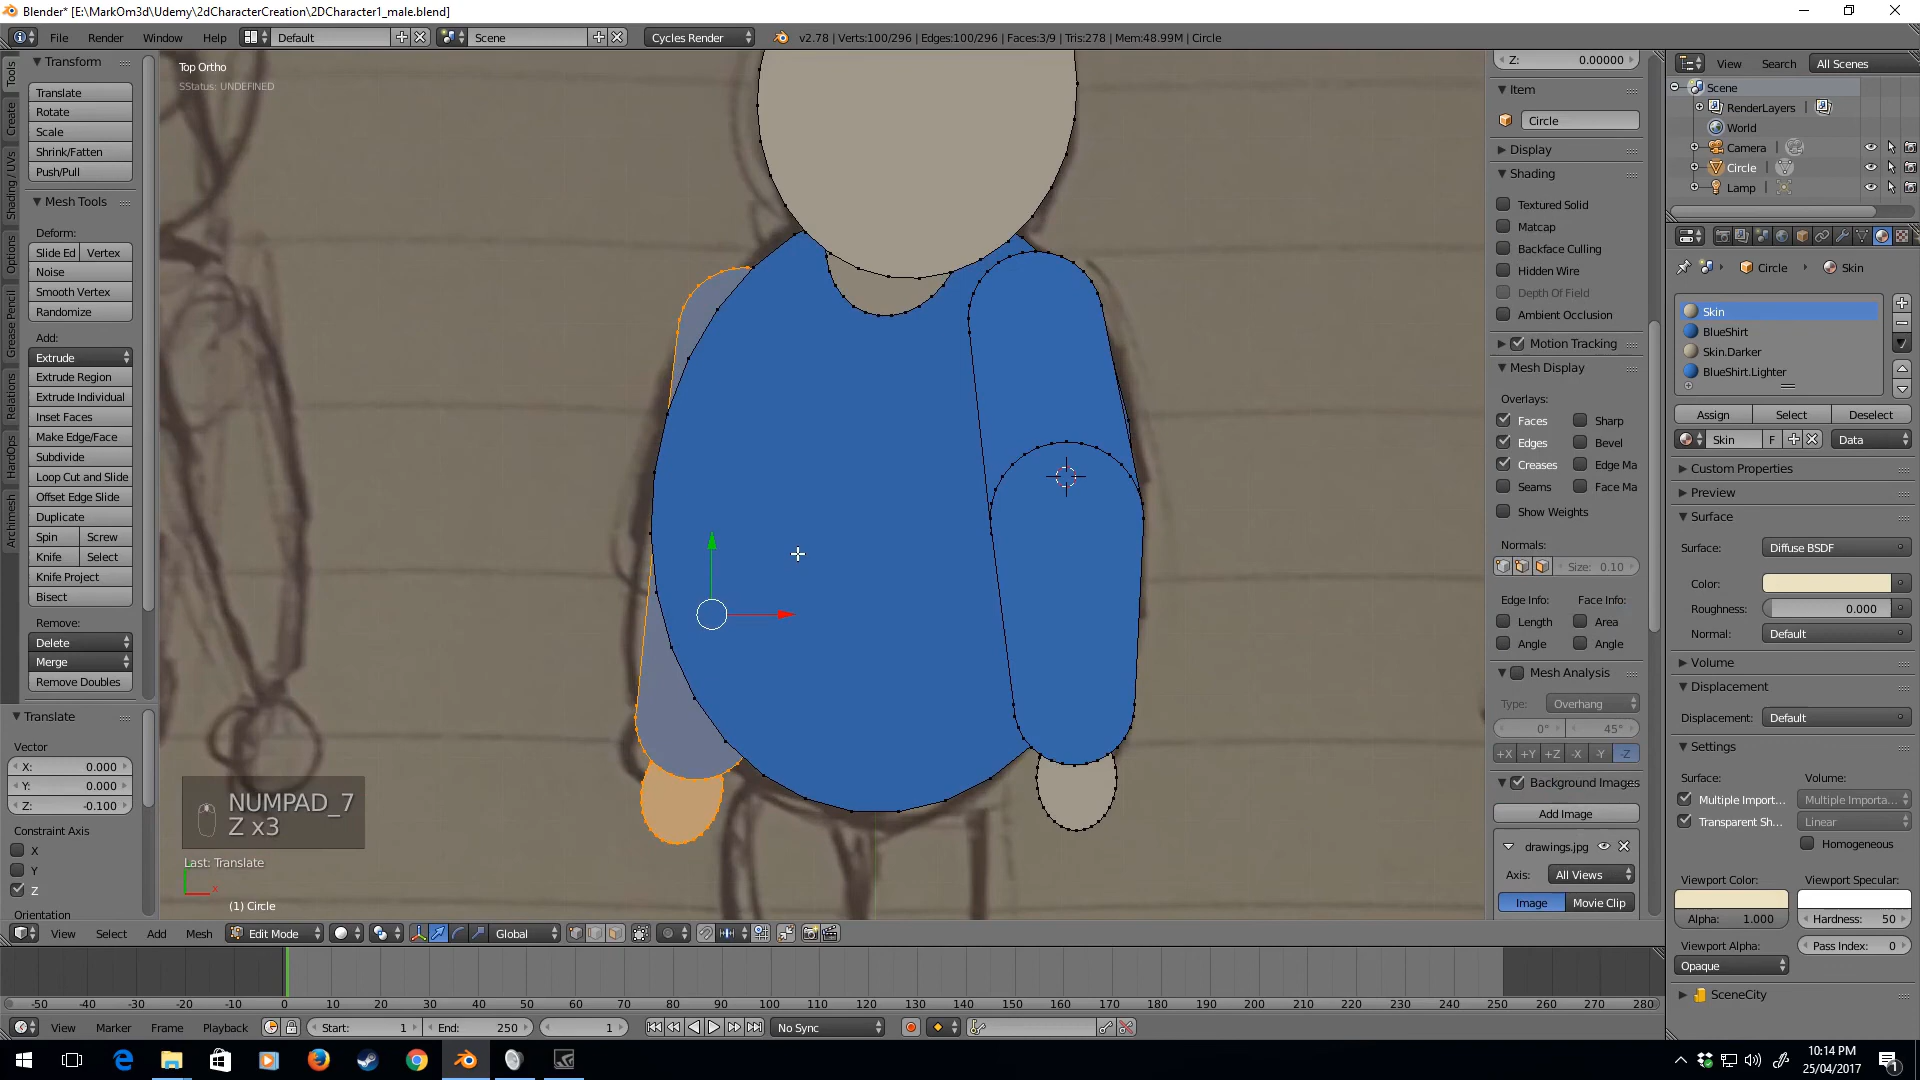 Blender* [E:\MarkOm3d\Udemy\2dCharacterCreation\2DCharacter1_male.blend]
File Render Window Help Default Scene Cycles Render v2.78 | Verts:100/296 | Edges:100/296 | Faces:3/9 | Tris:278 | Mem:48.99M | Circle
View Search All Scenes
Tools
Create
Shading / UVs
Options
Grease Pencil
Relations
HardOps
Archimesh
Transform
Translate
Rotate
Scale
Shrink/Fatten
Push/Pull
Mesh Tools
Deform:
Slide Ed Vertex
Noise
Smooth Vertex
Randomize
Add:
Extrude
Extrude Region
Extrude Individual
Inset Faces
Make Edge/Face
Subdivide
Loop Cut and Slide
Offset Edge Slide
Duplicate
Spin Screw
Knife Select
Knife Project
Bisect
Remove:
Delete
Merge
Remove Doubles
Translate
Vector
X: 0.000
Y: 0.000
Z: -0.100
Constraint Axis
X
Y
Z
Orientation
Top Ortho
SStatus: UNDEFINED
NUMPAD_7
Z x3
Last: Translate
x
(1) Circle
Z: 0.00000
Item
Circle
Display
Shading
Textured Solid
Matcap
Backface Culling
Hidden Wire
Depth Of Field
Ambient Occlusion
Motion Tracking
Mesh Display
Overlays:
Faces Sharp
Edges Bevel
Creases Edge Ma
Seams Face Ma
Show Weights
Normals:
Size: 0.10
Edge Info: Face Info:
Length Area
Angle Angle
Mesh Analysis
Type: Overhang
0° 45°
+X +Y +Z -X -Y -Z
Background Images
Add Image
drawings.jpg
Axis: All Views
Image Movie Clip
Scene
RenderLayers
World
Camera
Circle
Lamp
Circle Skin
Skin
BlueShirt
Skin.Darker
BlueShirt.Lighter
Assign Select Deselect
Skin F Data
Custom Properties
Preview
Surface
Surface: Diffuse BSDF
Color:
Roughness: 0.000
Normal: Default
Volume
Displacement
Displacement: Default
Settings
Surface: Volume:
Multiple Import... Multiple Importa...
Transparent Sh... Linear
Homogeneous
Viewport Color: Viewport Specular:
Alpha: 1.000 Hardness: 50
Viewport Alpha: Pass Index: 0
Opaque
SceneCity
View Select Add Mesh Edit Mode Global
-50 -40 -30 -20 -10 0 10 20 30 40 50 60 70 80 90 100 110 120 130 140 150 160 170 180 190 200 210 220 230 240 250 260 270 280
View Marker Frame Playback Start: 1 End: 250 1 No Sync
10:14 PM
25/04/2017
1